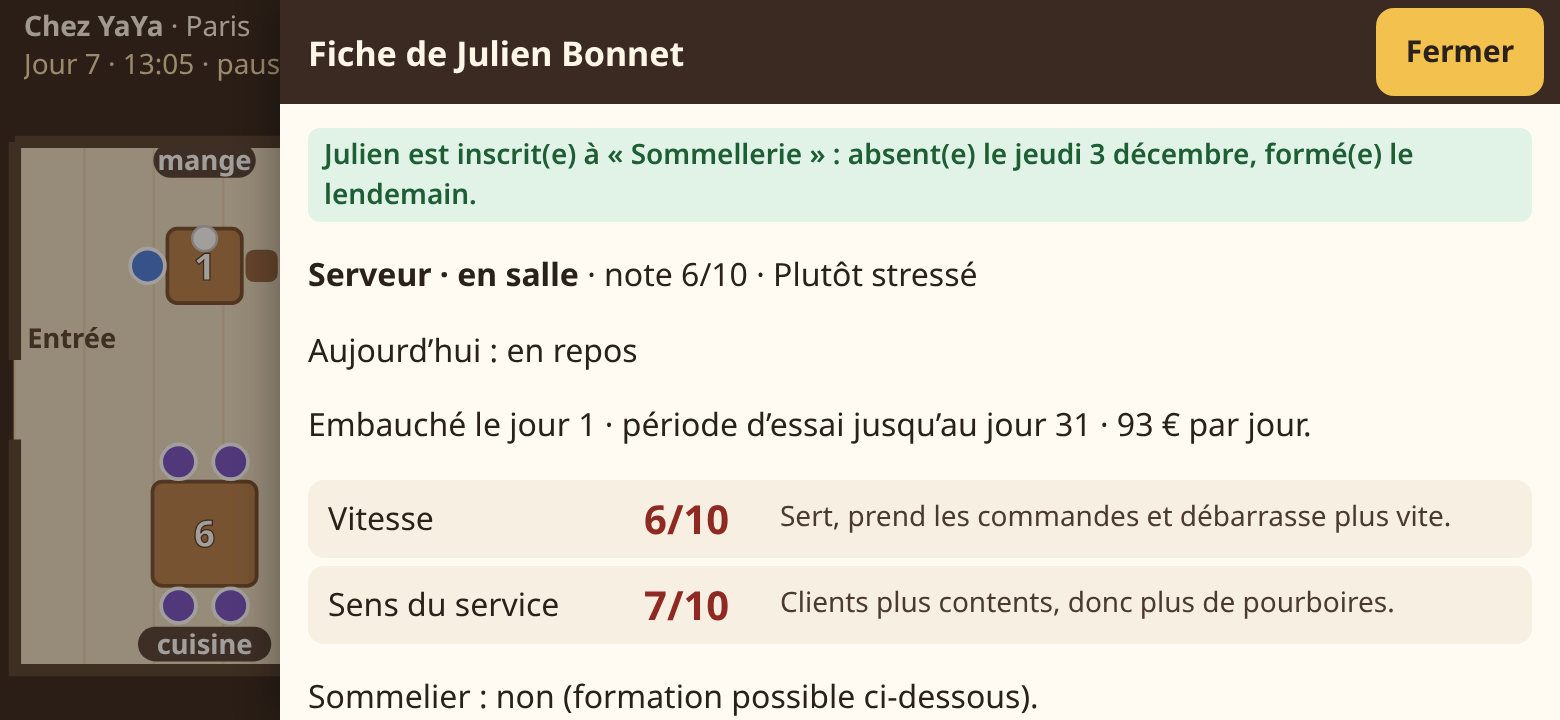 Chez YaYa · Paris
Jour 7 · 13:05 · paus
mange
1
Entrée
6
cuisine
Fiche de Julien Bonnet
Fermer
Julien est inscrit(e) à « Sommellerie » : absent(e) le jeudi 3 décembre, formé(e) le
lendemain.
Serveur · en salle · note 6/10 · Plutôt stressé
Aujourd’hui : en repos
Embauché le jour 1 · période d’essai jusqu’au jour 31 · 93 € par jour.
Vitesse 6/10 Sert, prend les commandes et débarrasse plus vite.
Sens du service 7/10 Clients plus contents, donc plus de pourboires.
Sommelier : non (formation possible ci-dessous).